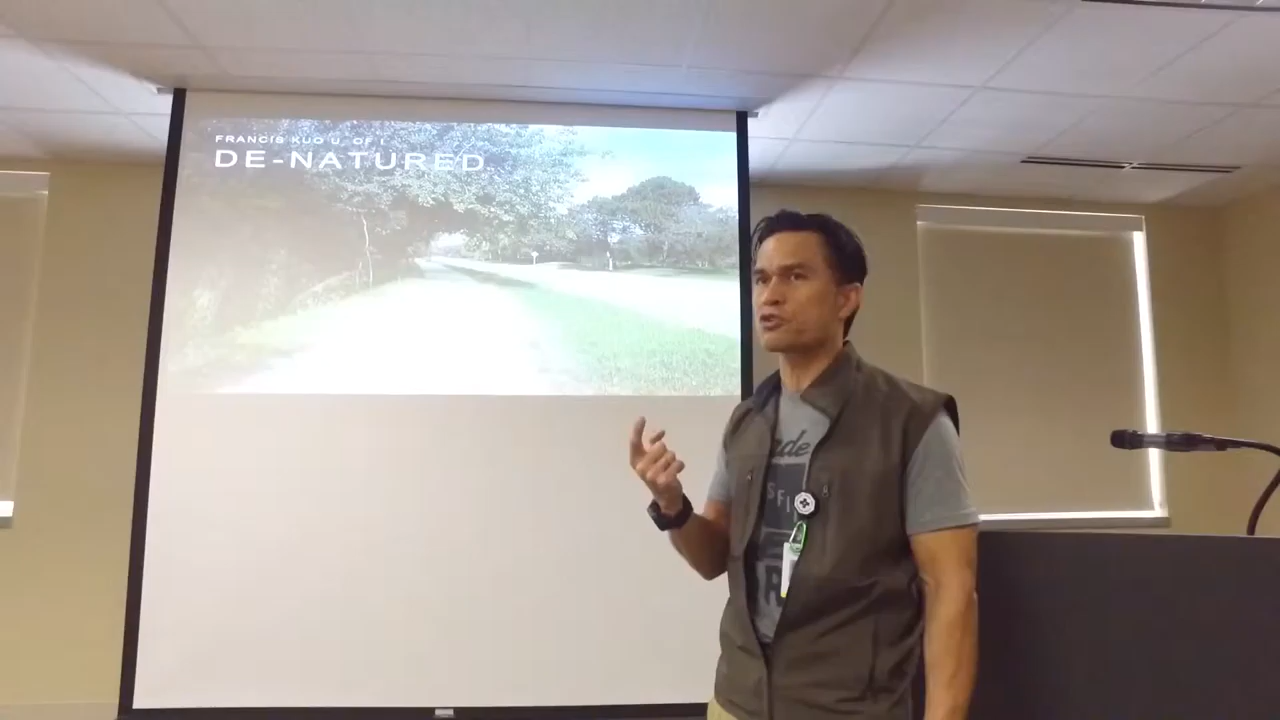 FRANCIS KUO U. OF I.
DE-NATURED